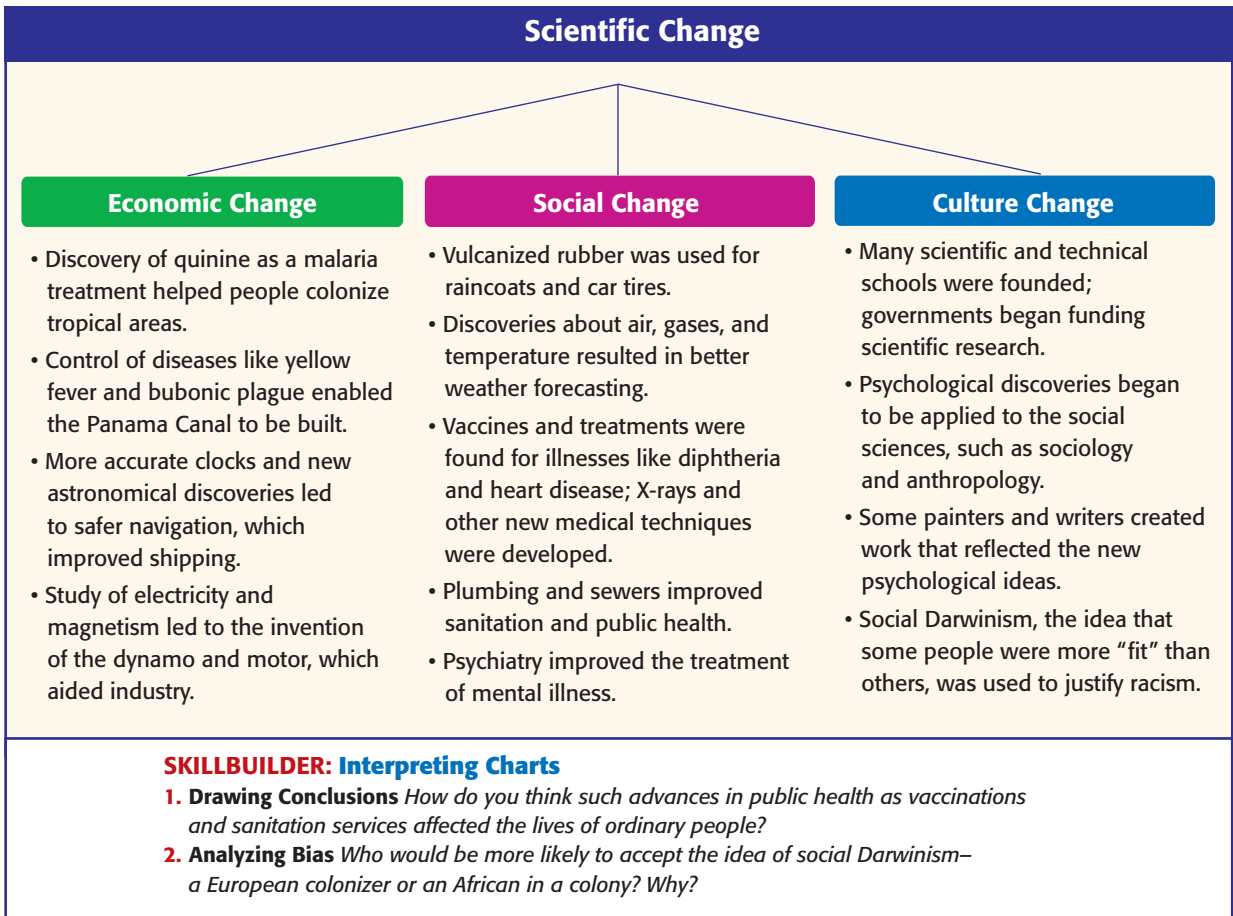 Scientific Change
Economic Change
• Discovery of quinine as a malaria
treatment helped people colonize
tropical areas.
• Control of diseases like yellow
fever and bubonic plague enabled
the Panama Canal to be built.
• More accurate clocks and new
astronomical discoveries led
to safer navigation, which
improved shipping.
• Study of electricity and
magnetism led to the invention
of the dynamo and motor, which
aided industry.
Social Change
• Vulcanized rubber was used for
raincoats and car tires.
• Discoveries about air, gases, and
temperature resulted in better
weather forecasting.
• Vaccines and treatments were
found for illnesses like diphtheria
and heart disease; X-rays and
other new medical techniques
were developed.
• Plumbing and sewers improved
sanitation and public health.
• Psychiatry improved the treatment
of mental illness.
Culture Change
• Many scientific and technical
schools were founded;
governments began funding
scientific research.
• Psychological discoveries began
to be applied to the social
sciences, such as sociology
and anthropology.
• Some painters and writers created
work that reflected the new
psychological ideas.
• Social Darwinism, the idea that
some people were more “fit” than
others, was used to justify racism.
SKILLBUILDER: Interpreting Charts
1. Drawing Conclusions How do you think such advances in public health as vaccinations
and sanitation services affected the lives of ordinary people?
2. Analyzing Bias Who would be more likely to accept the idea of social Darwinism–
a European colonizer or an African in a colony? Why?